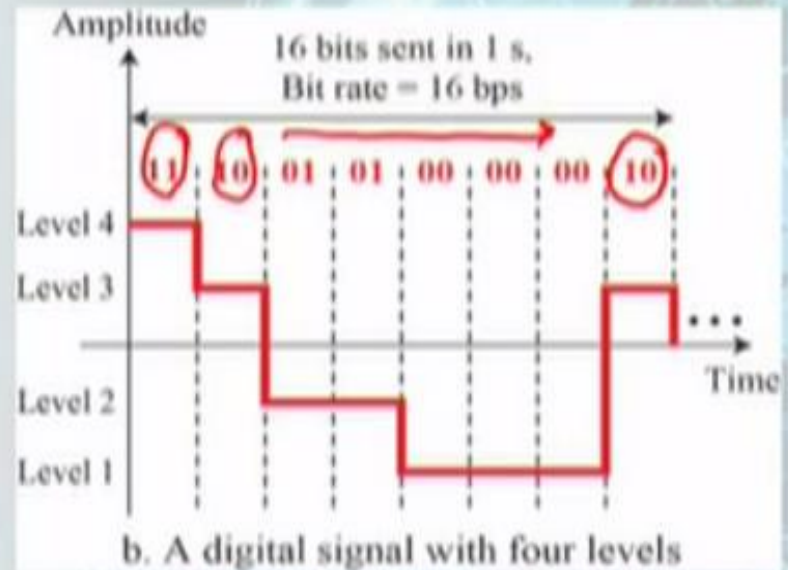 Amplitude
16 bits sent in 1 s,
Bit rate = 16 bps
11 10 01 01 00 00 00 10
Level 4
Level 3
...
Time
Level 2
Level 1
b. A digital signal with four levels